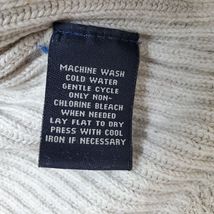 MACHINE WASH
COLD WATER
GENTLE CYCLE
ONLY NON-
CHLORINE BLEACH
WHEN NEEDED
LAY FLAT TO DRY
PRESS WITH COOL
IRON IF NECESSARY